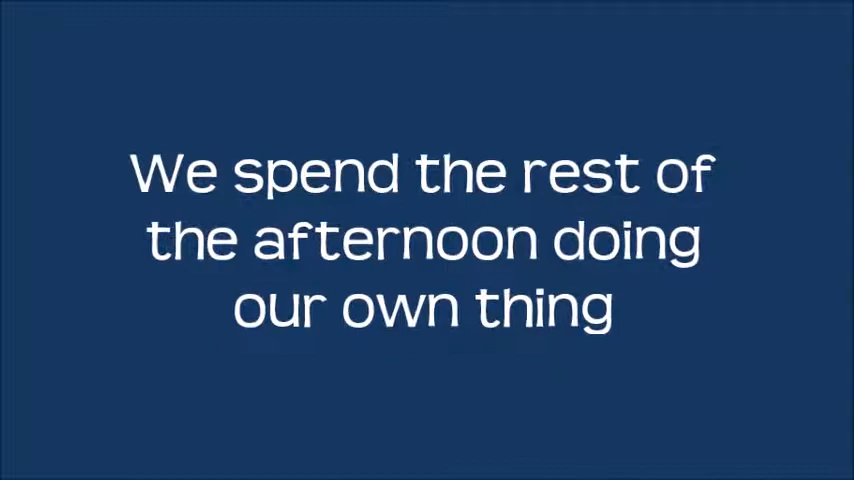 We spend the rest of
the afternoon doing
our own thing